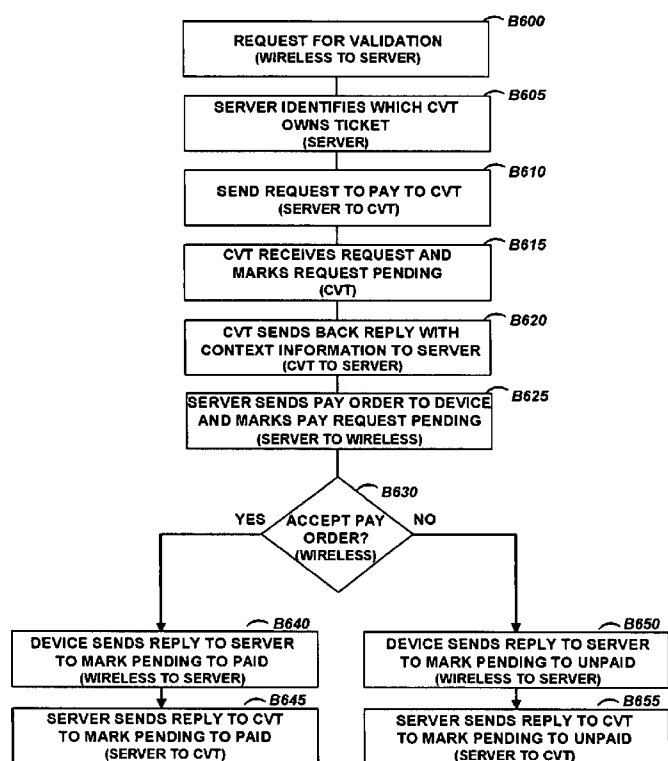 B600
REQUEST FOR VALIDATION
(WIRELESS TO SERVER)
B605
SERVER IDENTIFIES WHICH CVT
OWNS TICKET
(SERVER)
B610
SEND REQUEST TO PAY TO CVT
(SERVER TO CVT)
B615
CVT RECEIVES REQUEST AND
MARKS REQUEST PENDING
(CVT)
B620
CVT SENDS BACK REPLY WITH
CONTEXT INFORMATION TO SERVER
(CVT TO SERVER)
B625
SERVER SENDS PAY ORDER TO DEVICE
AND MARKS PAY REQUEST PENDING
(SERVER TO WIRELESS)
B630
YES
ACCEPT PAY
ORDER?
(WIRELESS)
NO
B640
DEVICE SENDS REPLY TO SERVER
TO MARK PENDING TO PAID
(WIRELESS TO SERVER)
B645
SERVER SENDS REPLY TO CVT
TO MARK PENDING TO PAID
(SERVER TO CVT)
B650
DEVICE SENDS REPLY TO SERVER
TO MARK PENDING TO UNPAID
(WIRELESS TO SERVER)
B655
SERVER SENDS REPLY TO CVT
TO MARK PENDING TO UNPAID
(SERVER TO CVT)